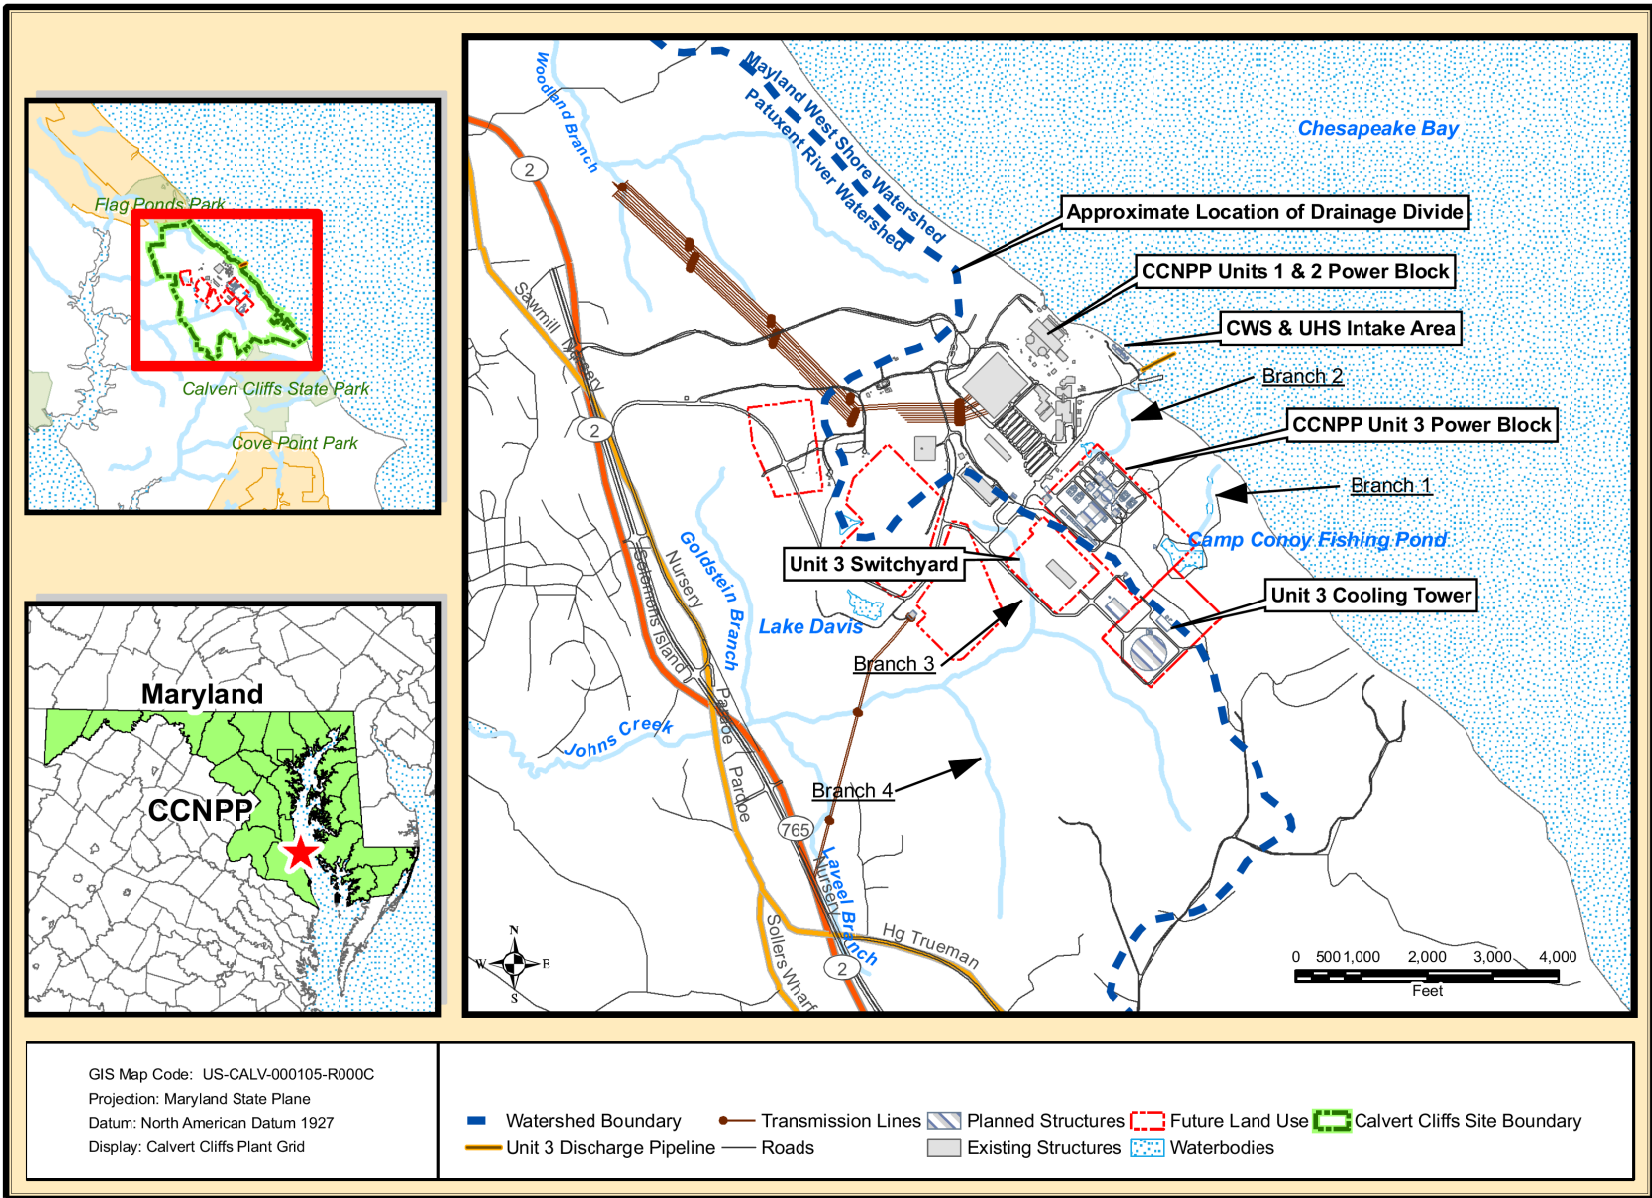 Flag Ponds Park
Calvert Cliffs State Park
Cove Point Park
Maryland
CCNPP
Woodland Branch
Mayland West Shore Watershed
Patuxent River Watershed
Chesapeake Bay
2
Approximate Location of Drainage Divide
CCNPP Units 1 & 2 Power Block
CWS & UHS Intake Area
Branch 2
CCNPP Unit 3 Power Block
Branch 1
Camp Conoy Fishing Pond
Unit 3 Switchyard
Unit 3 Cooling Tower
Sawmill
Nursery
2
Nursery
Solomons Island
Goldstein Branch
Lake Davis
Branch 3
Johns Creek
Pardoe
Pardoe
Branch 4
765
Nursery
Laveel Branch
Hg Trueman
Sollers Wharf
2
N
W
E
S
0 500 1,000 2,000 3,000 4,000
Feet
GIS Map Code: US-CALV-000105-R000C
Projection: Maryland State Plane
Datum: North American Datum 1927
Display: Calvert Cliffs Plant Grid
Watershed Boundary
Transmission Lines
Planned Structures
Future Land Use
Calvert Cliffs Site Boundary
Unit 3 Discharge Pipeline
Roads
Existing Structures
Waterbodies